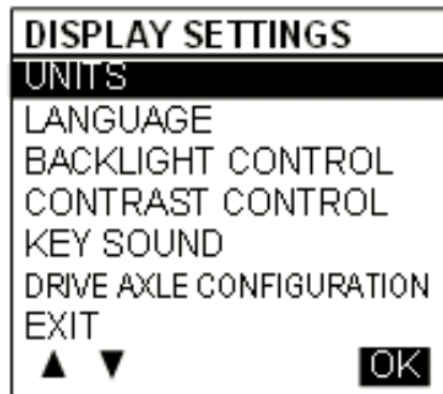 DISPLAY SETTINGS
UNITS
LANGUAGE
BACKLIGHT CONTROL
CONTRAST CONTROL
KEY SOUND
DRIVE AXLE CONFIGURATION
EXIT
▲ ▼ OK